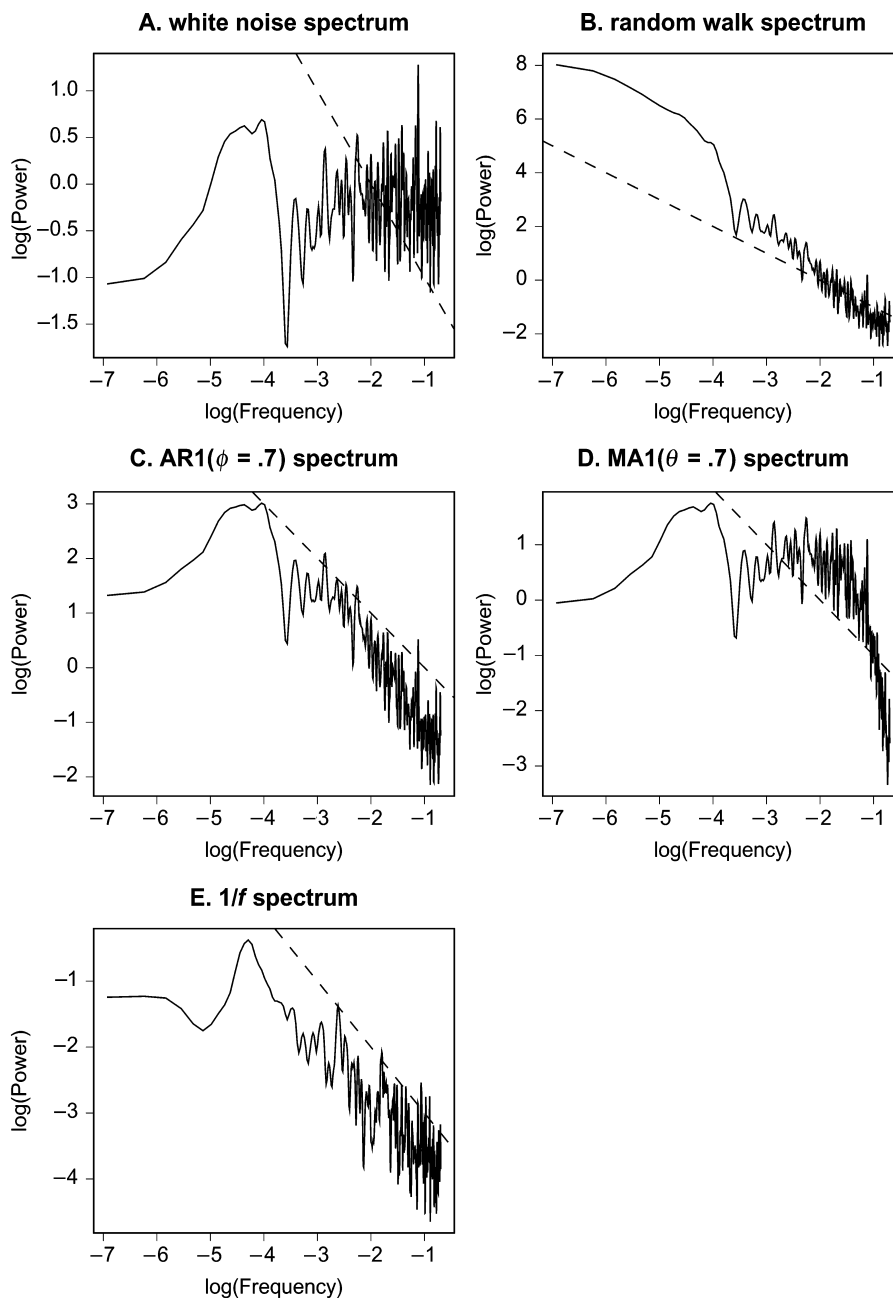 A. white noise spectrum
1.0
0.5
0.0
–0.5
–1.0
–1.5
log(Power)
–7 –6 –5 –4 –3 –2 –1
log(Frequency)
B. random walk spectrum
8
6
4
2
0
–2
log(Power)
–7 –6 –5 –4 –3 –2 –1
log(Frequency)
C. AR1(ϕ = .7) spectrum
3
2
1
0
–1
–2
log(Power)
–7 –6 –5 –4 –3 –2 –1
log(Frequency)
D. MA1(θ = .7) spectrum
1
0
–1
–2
–3
log(Power)
–7 –6 –5 –4 –3 –2 –1
log(Frequency)
E. 1/f spectrum
–1
–2
–3
–4
log(Power)
–7 –6 –5 –4 –3 –2 –1
log(Frequency)